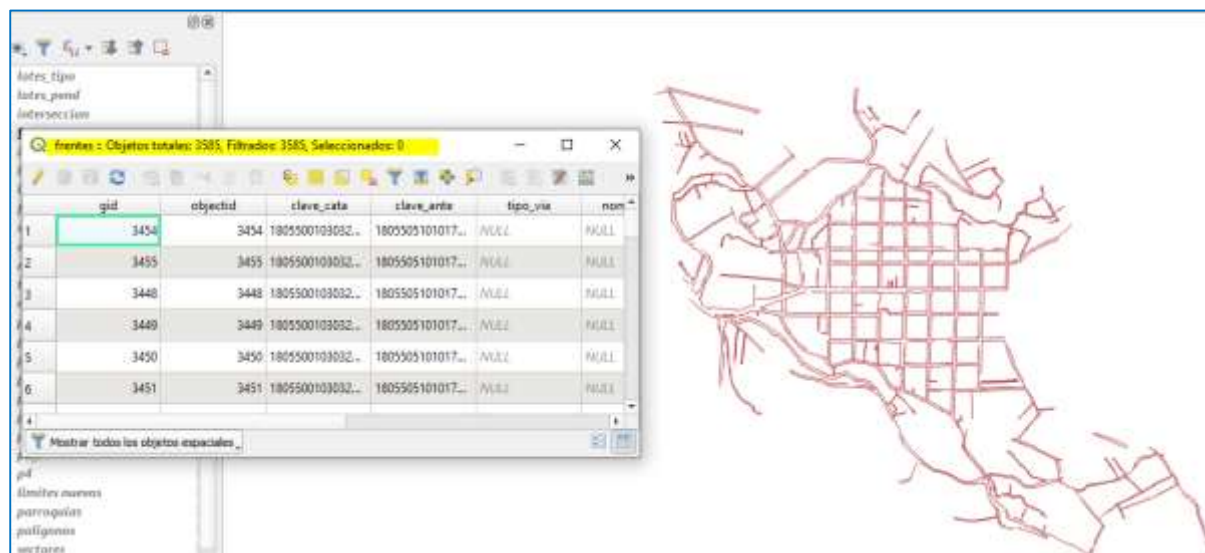 lotes_tipo
lotes_pend
interseccion
frentes :: Objetos totales: 3585, Filtrados: 3585, Seleccionados: 0
gid objectid clave_cata clave_ante tipo_via nom
1 3454 3454 1805500103032... 1805505101017... NULL NULL
2 3455 3455 1805500103032... 1805505101017... NULL NULL
3 3448 3448 1805500103032... 1805505101017... NULL NULL
4 3449 3449 1805500103032... 1805505101017... NULL NULL
5 3450 3450 1805500103032... 1805505101017... NULL NULL
6 3451 3451 1805500103032... 1805505101017... NULL NULL
Mostrar todos los objetos espaciales
p4
limites nuevos
parroquias
poligonos
sectores